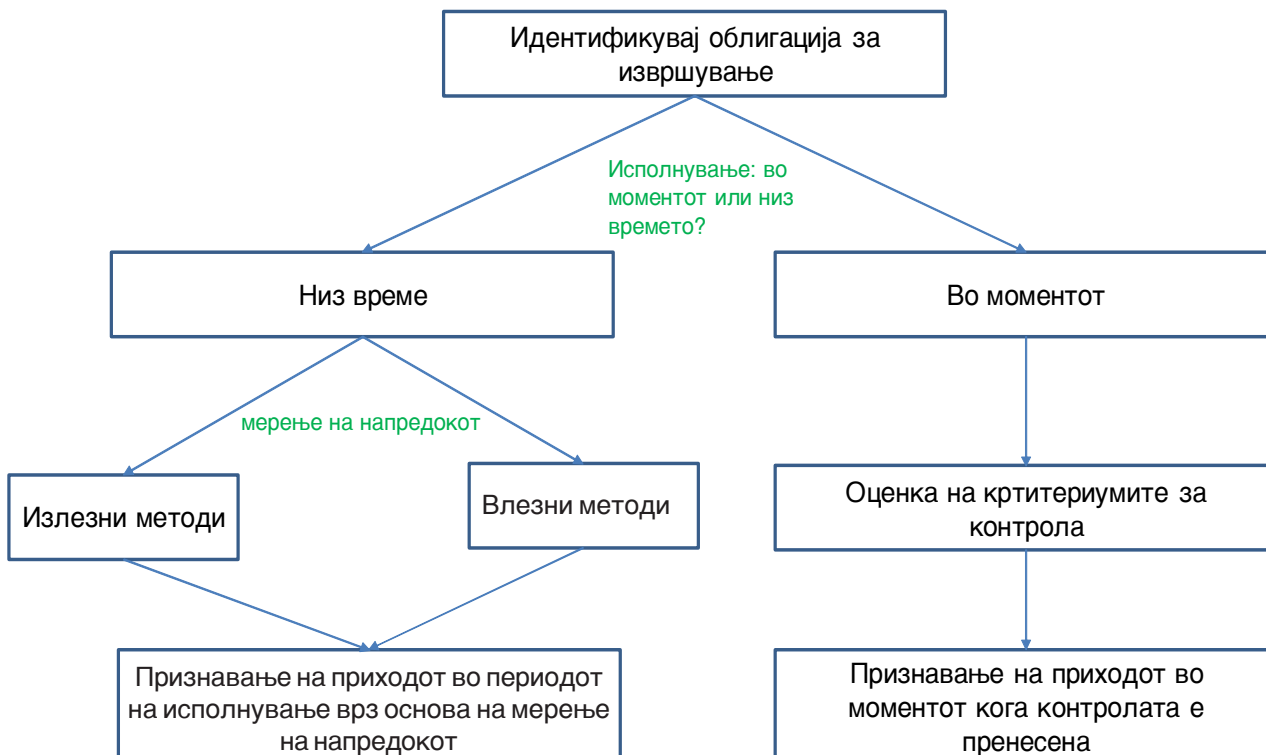 Идентификувај облигација за
извршување
Исполнување: во
моментот или низ
времето?
Низ време
Во моментот
мерење на напредокот
Излезни методи
Влезни методи
Оценка на кртитериумите за
контрола
Признавање на приходот во периодот
на исполнување врз основа на мерење
на напредокот
Признавање на приходот во
моментот кога контролата е
пренесена